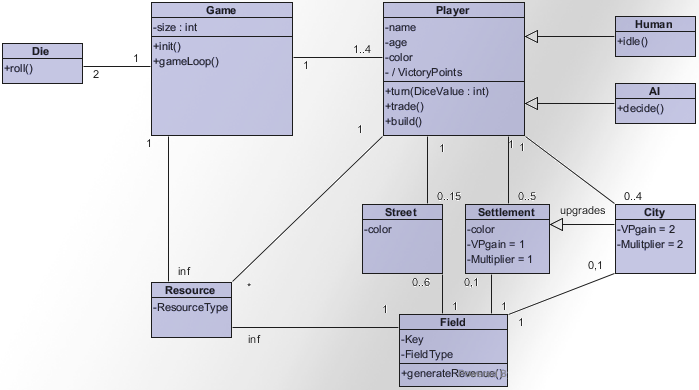 Game
-size : int
+init()
+gameLoop()
Player
-name
-age
-color
- / VictoryPoints
+turn(DiceValue : int)
+trade()
+build()
Human
+idle()
Die
+roll()
AI
+decide()
2
1
1
1..4
1
1
1
1
1
1
0..15
0..5
0..4
Street
-color
Settlement
-color
-VPgain = 1
-Multiplier = 1
upgrades
City
-VPgain = 2
-Mulitplier = 2
inf
*
0..6
0,1
0,1
Resource
-ResourceType
inf
1
1
1
1
Field
-Key
-FieldType
+generateRevenue()